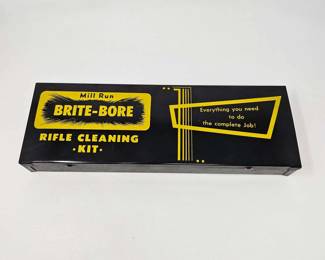 Mill Run
BRITE-BORE
RIFLE CLEANING
·KIT·
Everything you need
to do
the complete Job!